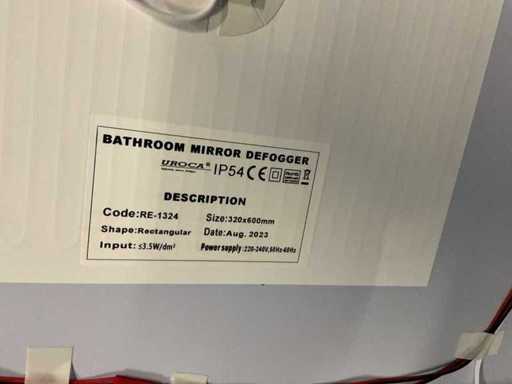 BATHROOM MIRROR DEFOGGER
UROCA® IP54 CE
DESCRIPTION
Code:RE-1324 Size:320x600mm
Shape:Rectangular Date:Aug. 2023
Input: ≤3.5W/dm² Power supply:220-240V,50Hz-60Hz